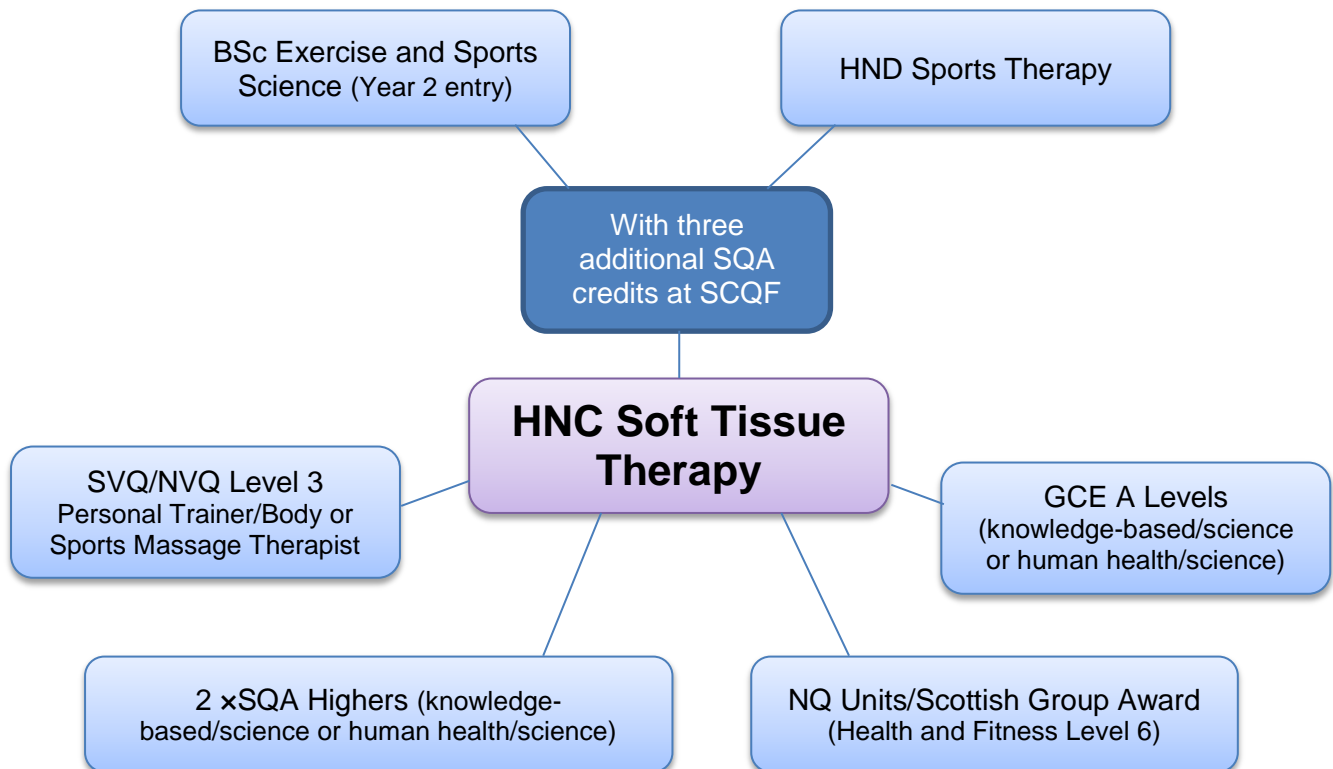 BSc Exercise and Sports
Science (Year 2 entry)
HND Sports Therapy
With three
additional SQA
credits at SCQF
HNC Soft Tissue
Therapy
SVQ/NVQ Level 3
Personal Trainer/Body or
Sports Massage Therapist
GCE A Levels
(knowledge-based/science
or human health/science)
2 ×SQA Highers (knowledge-
based/science or human health/science)
NQ Units/Scottish Group Award
(Health and Fitness Level 6)